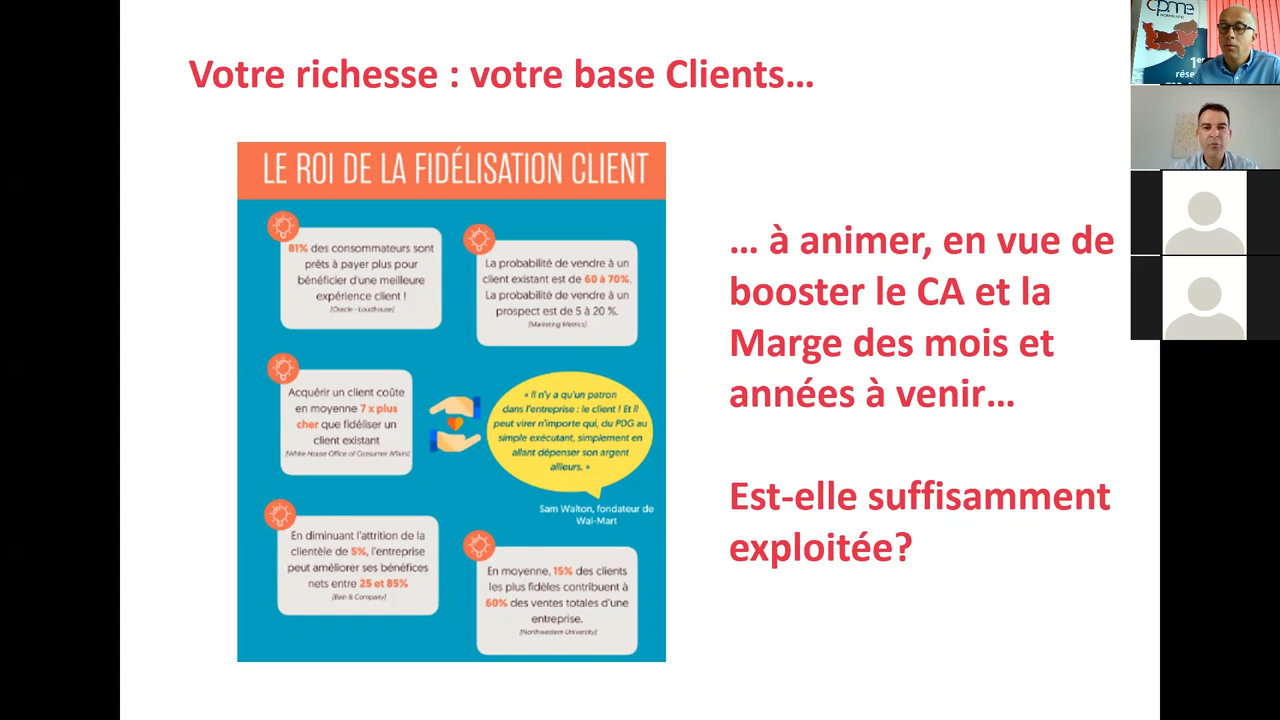 Votre richesse : votre base Clients…
LE ROI DE LA FIDÉLISATION CLIENT
81% des consommateurs sont
prêts à payer plus pour
bénéficier d'une meilleure
expérience client !
[Oracle - Loudhouse]
La probabilité de vendre à un
client existant est de 60 à 70%.
La probabilité de vendre à un
prospect est de 5 à 20 %.
[Marketing Metrics]
Acquérir un client coûte
en moyenne 7 x plus
cher que fidéliser un
client existant
[White House Office of Consumer Affairs]
« Il n'y a qu'un patron
dans l'entreprise : le client ! Et il
peut virer n'importe qui, du PDG au
simple exécutant, simplement en
allant dépenser son argent
ailleurs. »
Sam Walton, fondateur de
Wal-Mart
En diminuant l'attrition de la
clientèle de 5%, l'entreprise
peut améliorer ses bénéfices
nets entre 25 et 85%
(Bain & Company)
En moyenne, 15% des clients
les plus fidèles contribuent à
60% des ventes totales d'une
entreprise.
[Northwestern University]
… à animer, en vue de
booster le CA et la
Marge des mois et
années à venir…
Est-elle suffisamment
exploitée?
cpme
1er
rése